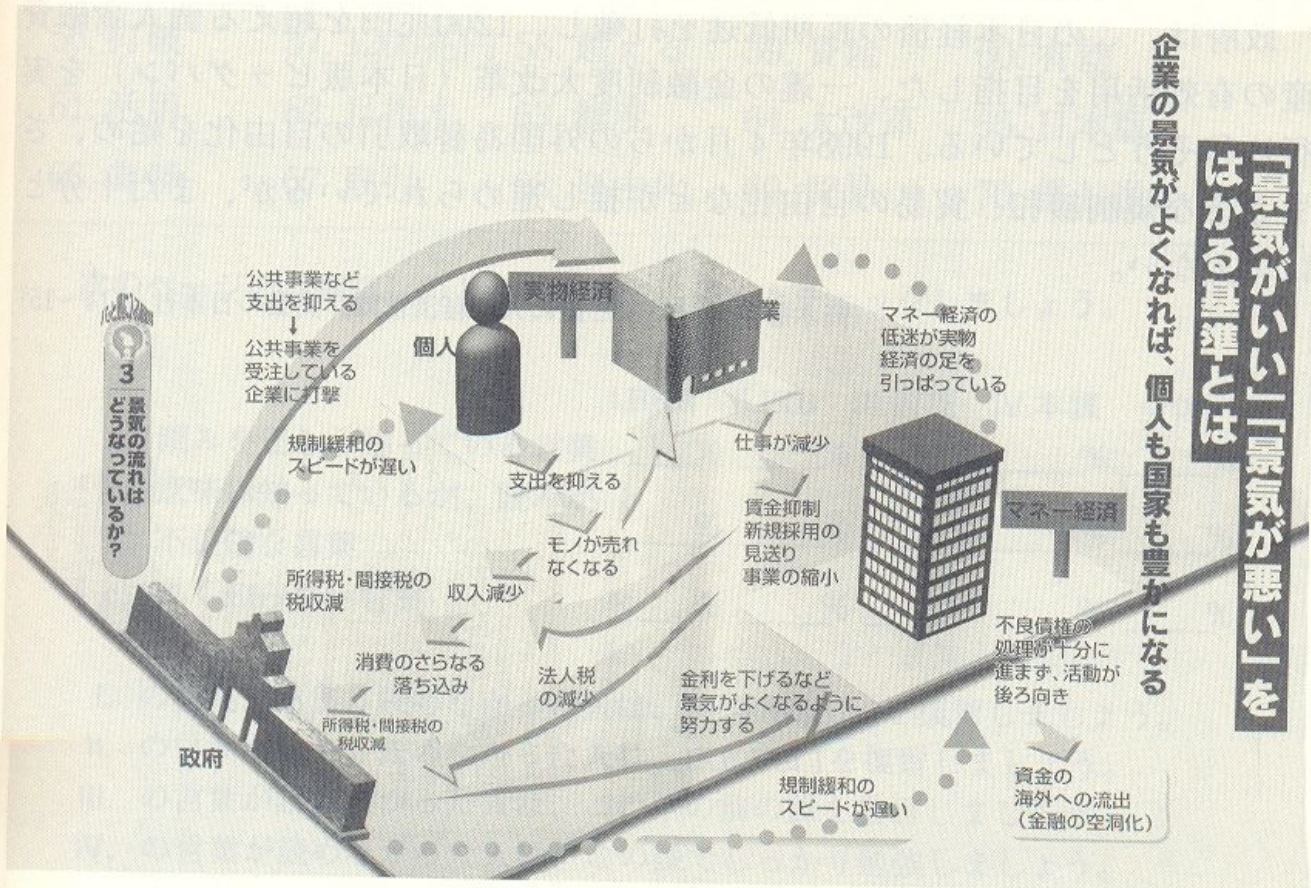 「景気がいい」「景気が悪い」を
はかる基準とは
企業の景気がよくなれば、個人も国家も豊かになる
3
景気の流れは
どうなっているか?
公共事業など
支出を抑える
↓
公共事業を
受注している
企業に打撃
個人
実物経済
業
マネー経済の
低迷が実物
経済の足を
引っぱっている
規制緩和の
スピードが遅い
支出を抑える
仕事が減少
モノが売れ
なくなる
賃金抑制
新規採用の
見送り
事業の縮小
マネー経済
所得税・間接税の
税収減
収入減少
消費のさらなる
落ち込み
法人税
の減少
所得税・間接税の
税収減
金利を下げるなど
景気がよくなるように
努力する
不良債権の
処理が十分に
進まず、活動が
後ろ向き
政府
規制緩和の
スピードが遅い
資金の
海外への流出
(金融の空洞化)